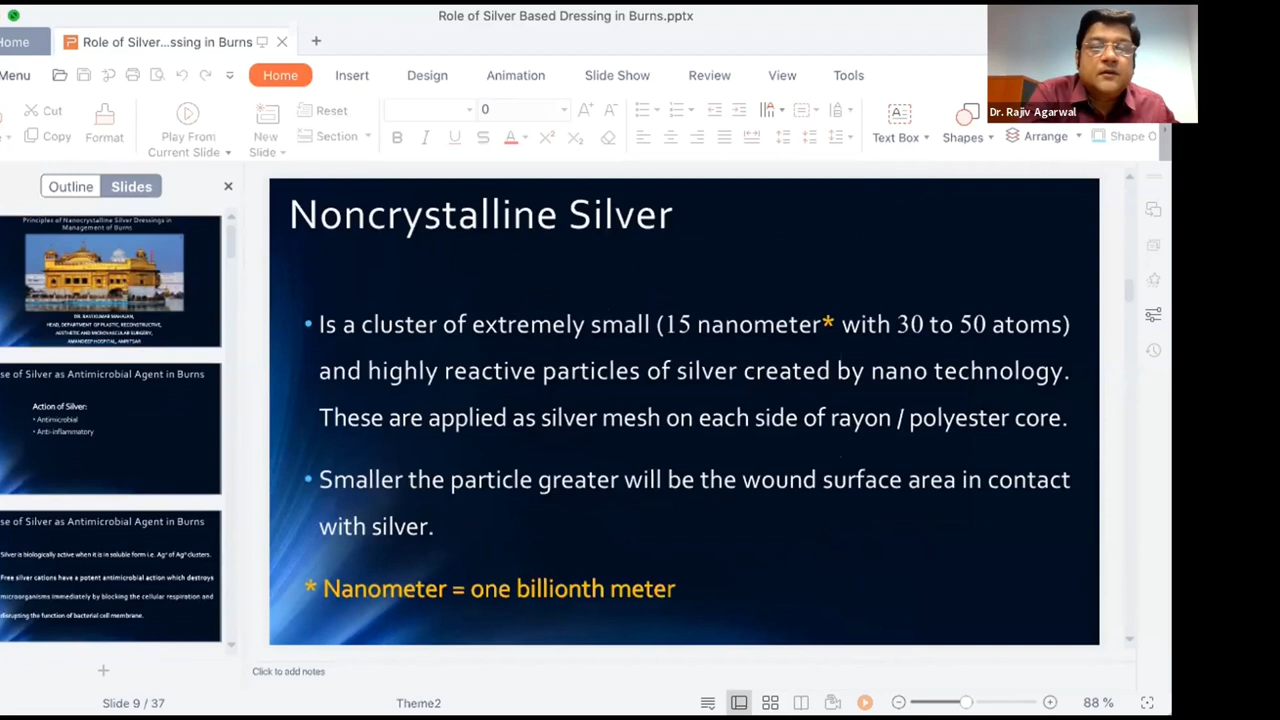 Role of Silver Based Dressing in Burns.pptx
Home
Role of Silver...ssing in Burns
Menu
Home
Insert
Design
Animation
Slide Show
Review
View
Tools
Cut
Copy
Format
Play From
Current Slide
New
Slide
Reset
Section
0
Text Box
Shapes
Arrange
Shape O
Dr. Rajiv Agarwal
Outline
Slides
Principles of Nanocrystalline Silver Dressings in
Management of Burns
DR. RAVI KUMAR MAHAJAN,
HEAD, DEPARTMENT OF PLASTIC, RECONSTRUCTIVE,
AESTHETIC AND MICROVASCULAR SURGERY,
AMANDEEP HOSPITAL, AMRITSAR
se of Silver as Antimicrobial Agent in Burns
Action of Silver:
• Antimicrobial
• Anti-inflammatory
se of Silver as Antimicrobial Agent in Burns
Silver is biologically active when it is in soluble form i.e. Ag⁺ of Ag⁰ clusters.
Free silver cations have a potent antimicrobial action which destroys
microorganisms immediately by blocking the cellular respiration and
disrupting the function of bacterial cell membrane.
Noncrystalline Silver
• Is a cluster of extremely small (15 nanometer* with 30 to 50 atoms)
and highly reactive particles of silver created by nano technology.
These are applied as silver mesh on each side of rayon / polyester core.
• Smaller the particle greater will be the wound surface area in contact
with silver.
* Nanometer = one billionth meter
Click to add notes
Slide 9 / 37
Theme2
88 %